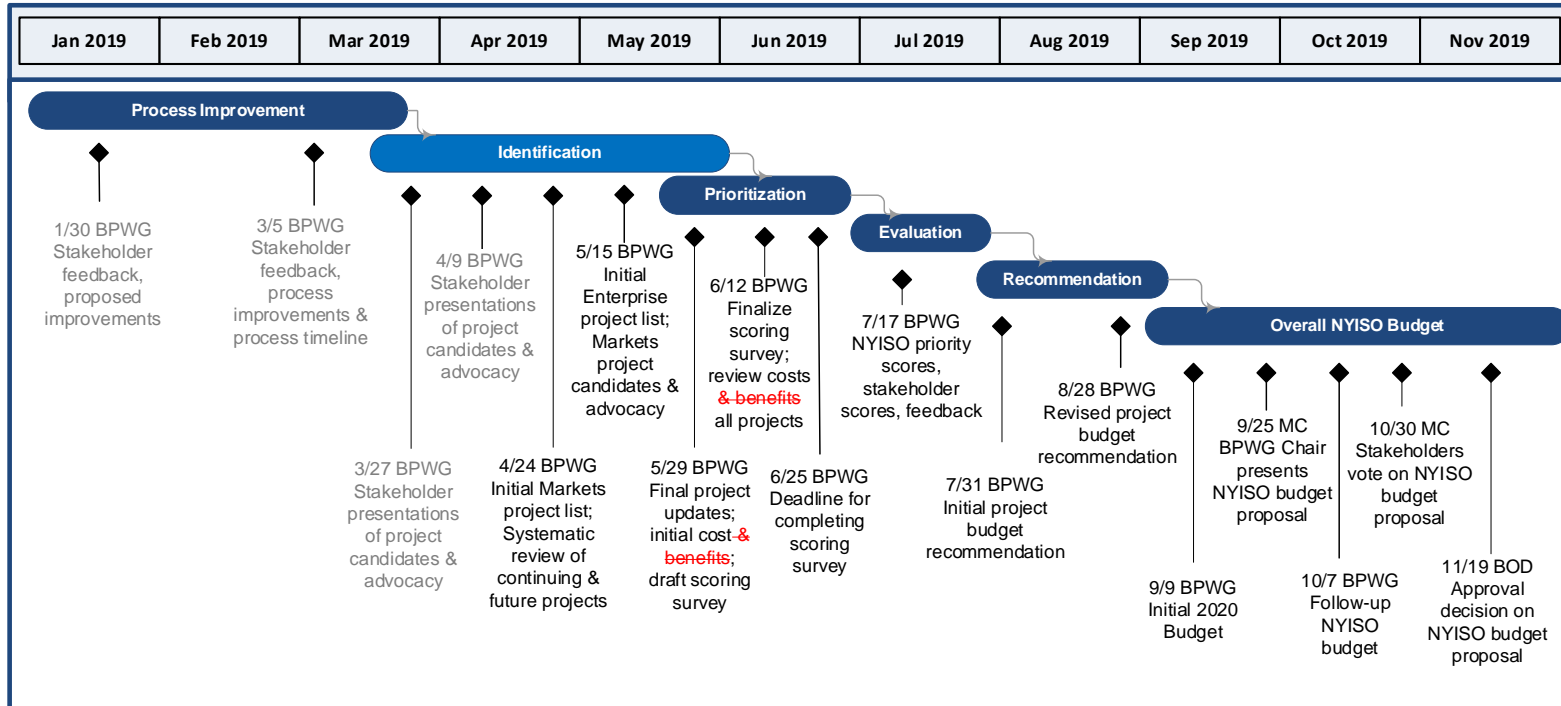 Jan 2019
Feb 2019
Mar 2019
Apr 2019
May 2019
Jun 2019
Jul 2019
Aug 2019
Sep 2019
Oct 2019
Nov 2019
Process Improvement
Identification
Prioritization
Evaluation
Recommendation
Overall NYISO Budget
1/30 BPWG
Stakeholder
feedback,
proposed
improvements
3/5 BPWG
Stakeholder
feedback,
process
improvements &
process timeline
3/27 BPWG
Stakeholder
presentations
of project
candidates &
advocacy
4/9 BPWG
Stakeholder
presentations
of project
candidates &
advocacy
4/24 BPWG
Initial Markets
project list;
Systematic
review of
continuing &
future projects
5/15 BPWG
Initial
Enterprise
project list;
Markets
project
candidates &
advocacy
5/29 BPWG
Final project
updates;
initial cost &
benefits;
draft scoring
survey
6/12 BPWG
Finalize
scoring
survey;
review costs
& benefits
all projects
6/25 BPWG
Deadline for
completing
scoring
survey
7/17 BPWG
NYISO priority
scores,
stakeholder
scores, feedback
7/31 BPWG
Initial project
budget
recommendation
8/28 BPWG
Revised project
budget
recommendation
9/9 BPWG
Initial 2020
Budget
9/25 MC
BPWG Chair
presents
NYISO budget
proposal
10/7 BPWG
Follow-up
NYISO
budget
10/30 MC
Stakeholders
vote on NYISO
budget
proposal
11/19 BOD
Approval
decision on
NYISO budget
proposal